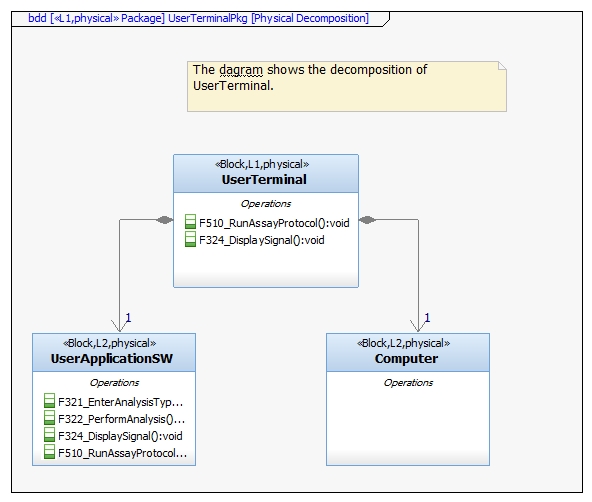 bdd [«L1,physical» Package] UserTerminalPkg [Physical Decomposition]
The dagram shows the decomposition of
UserTerminal.
«Block,L1,physical»
UserTerminal
Operations
F510_RunAssayProtocol():void
F324_DisplaySignal():void
1
1
«Block,L2,physical»
UserApplicationSW
Operations
F321_EnterAnalysisTyp...
F322_PerformAnalysis()...
F324_DisplaySignal():void
F510_RunAssayProtocol...
«Block,L2,physical»
Computer
Operations